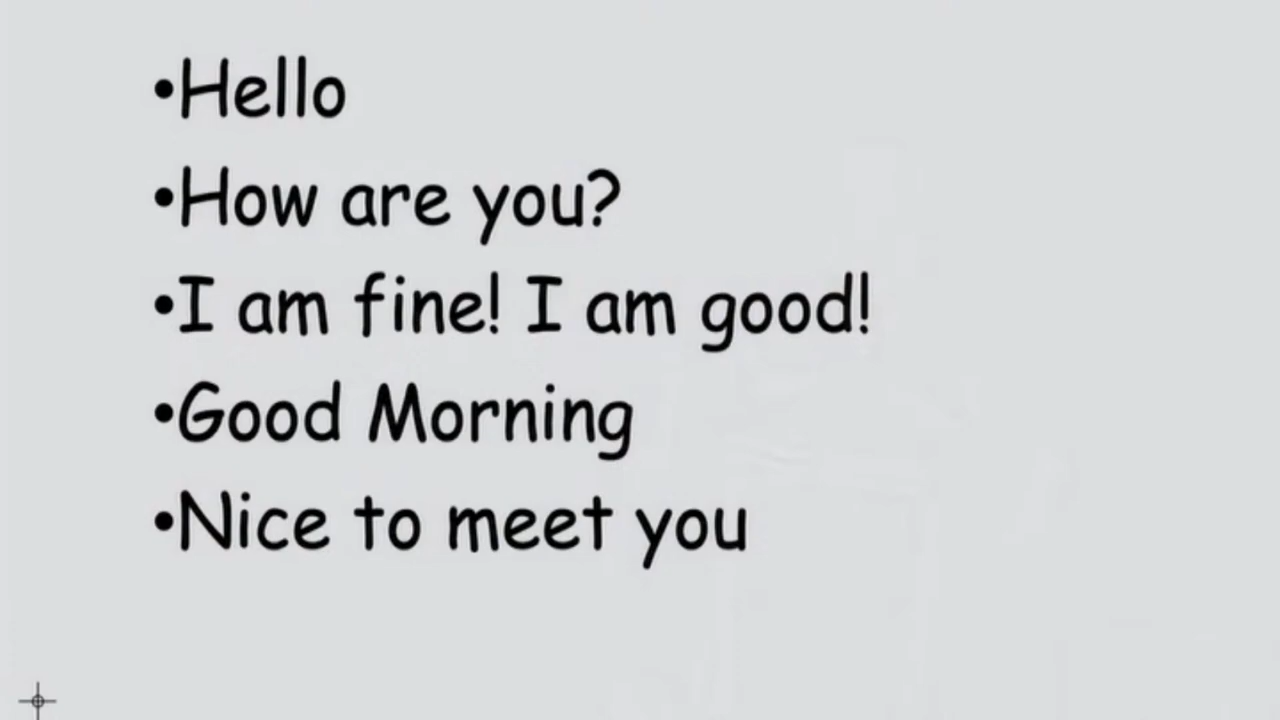 •Hello
•How are you?
•I am fine! I am good!
•Good Morning
•Nice to meet you